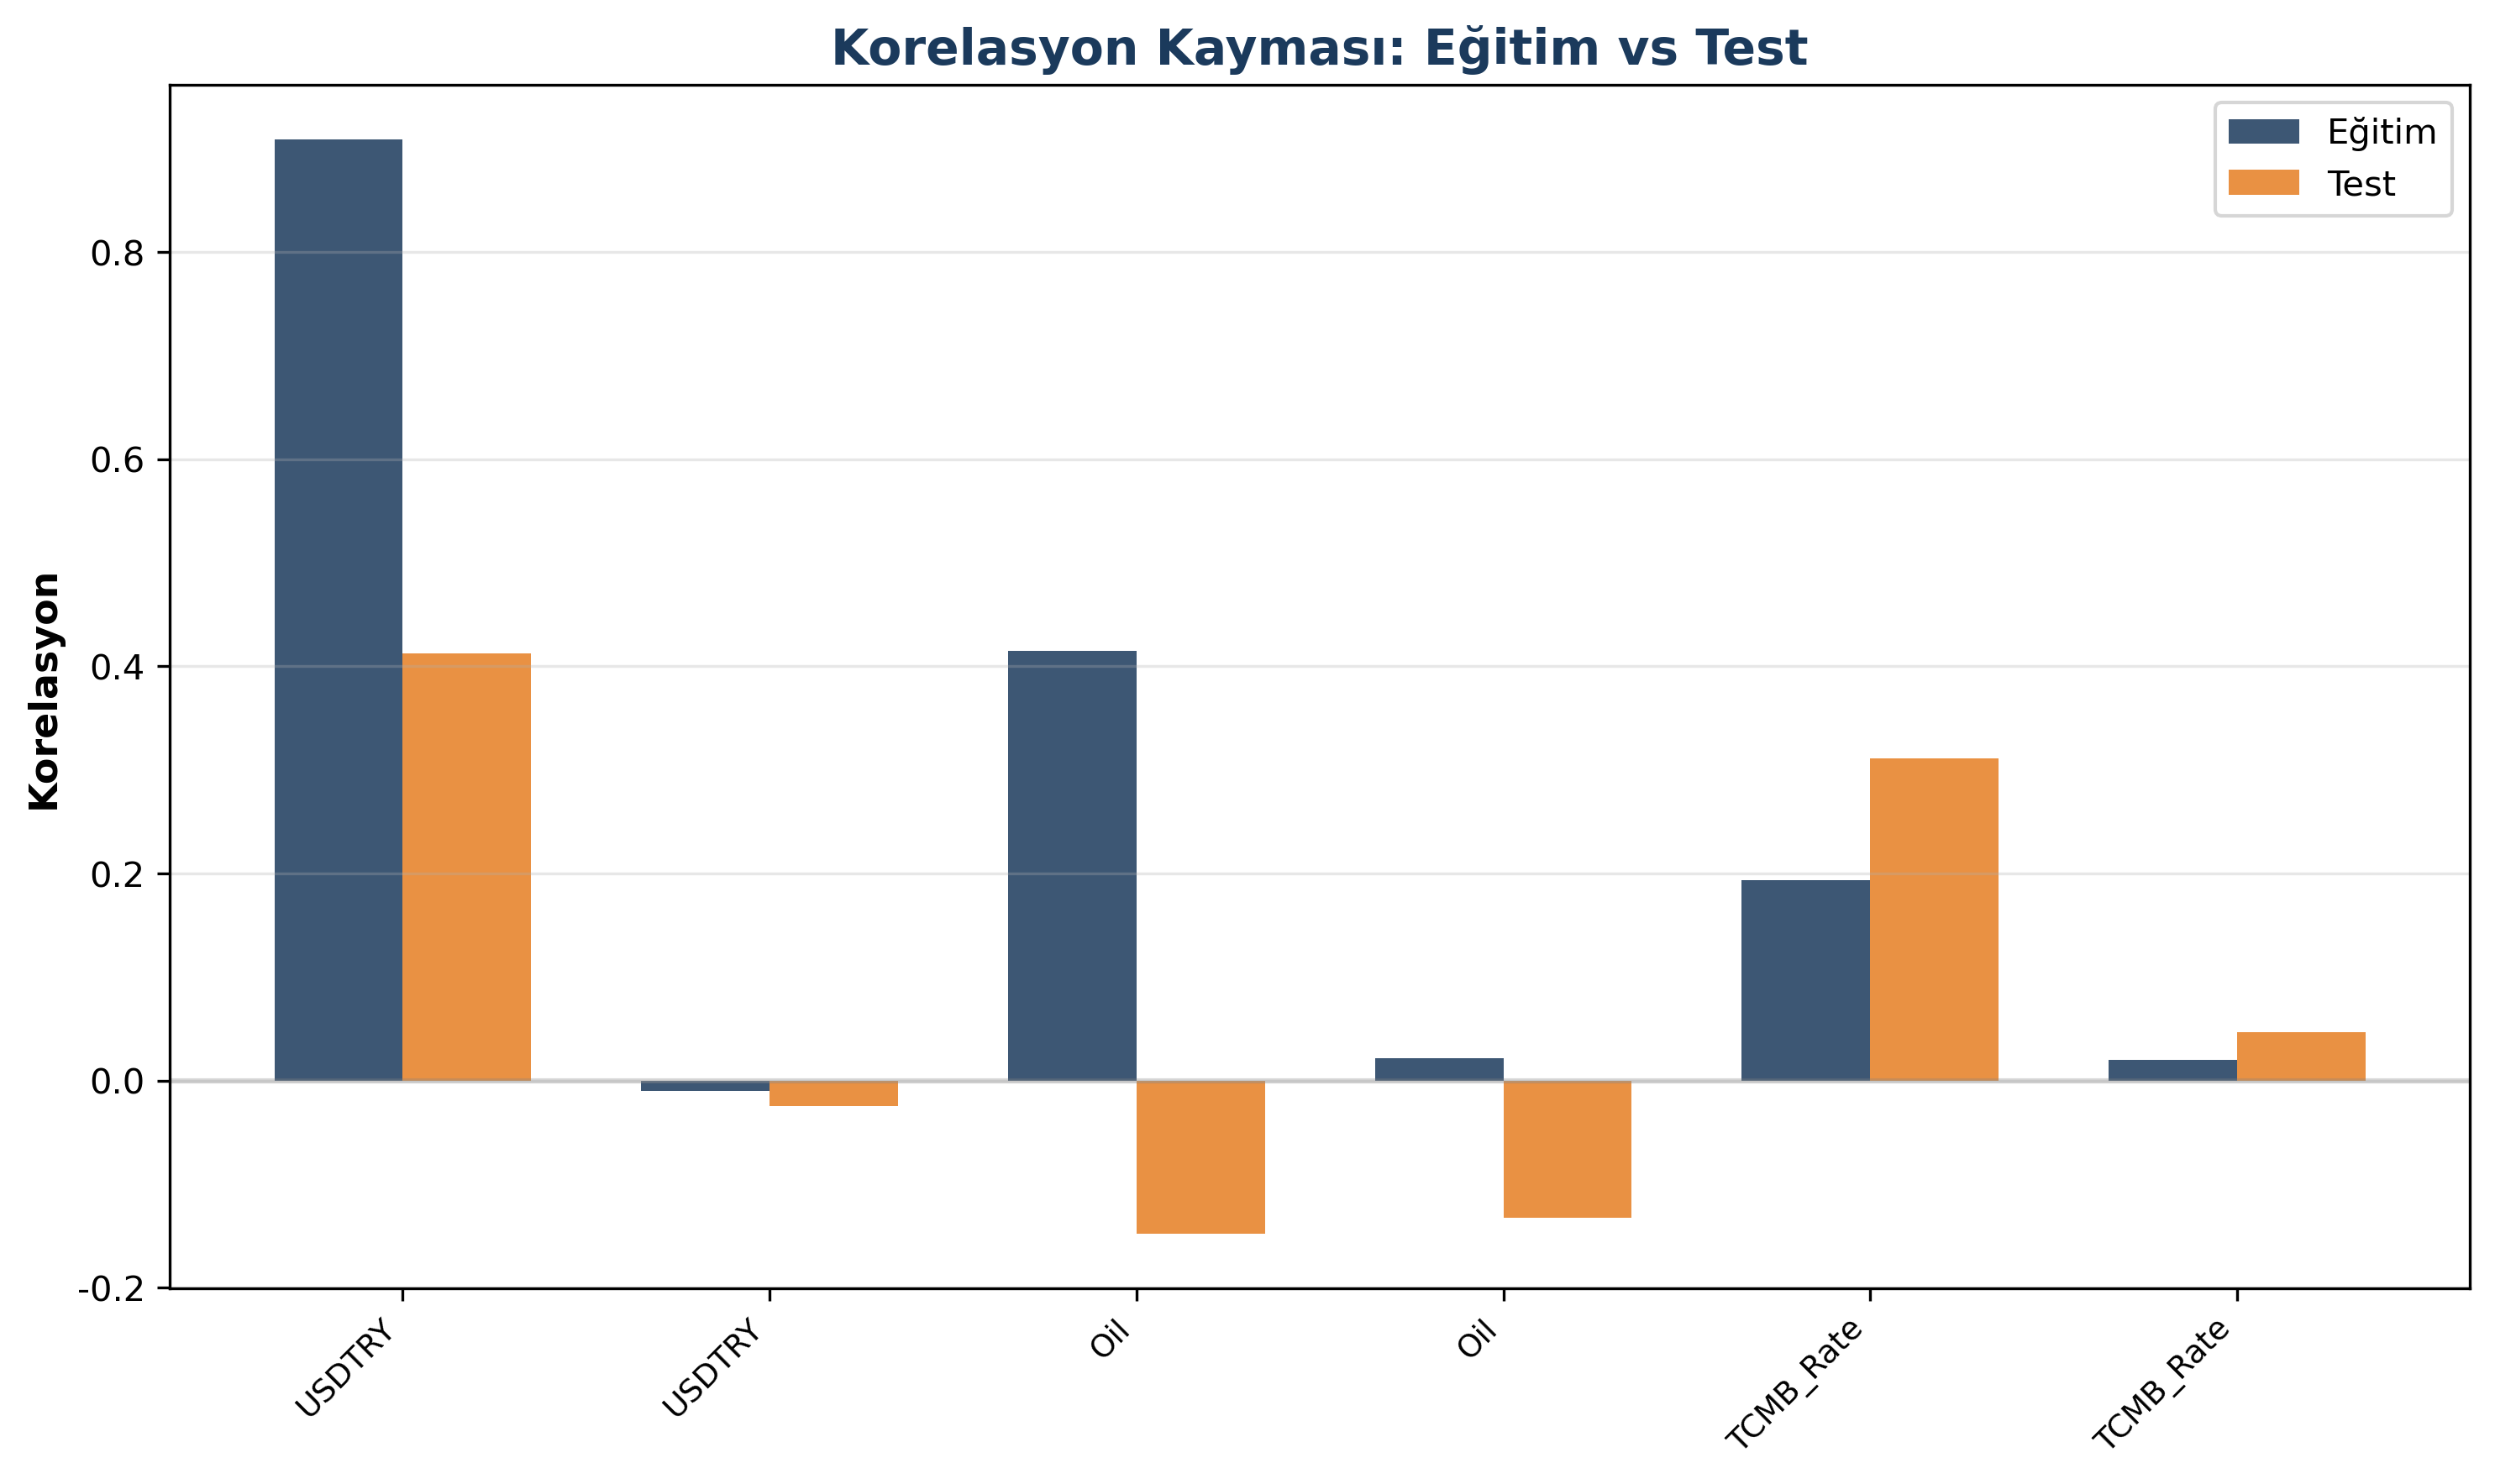 Korelasyon Kayması: Eğitim vs Test
Eğitim
Test
Korelasyon
0.8
0.6
0.4
0.2
0.0
-0.2
USDTRY
USDTRY
Oil
Oil
TCMB_Rate
TCMB_Rate